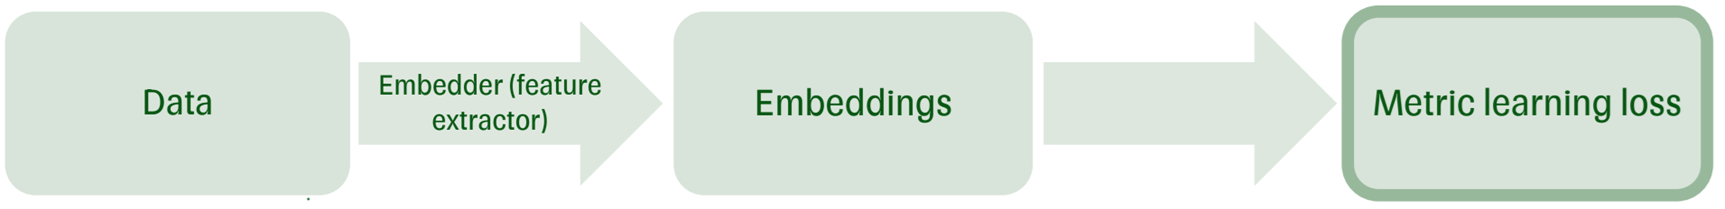 Data
Embedder (feature
extractor)
Embeddings
Metric learning loss